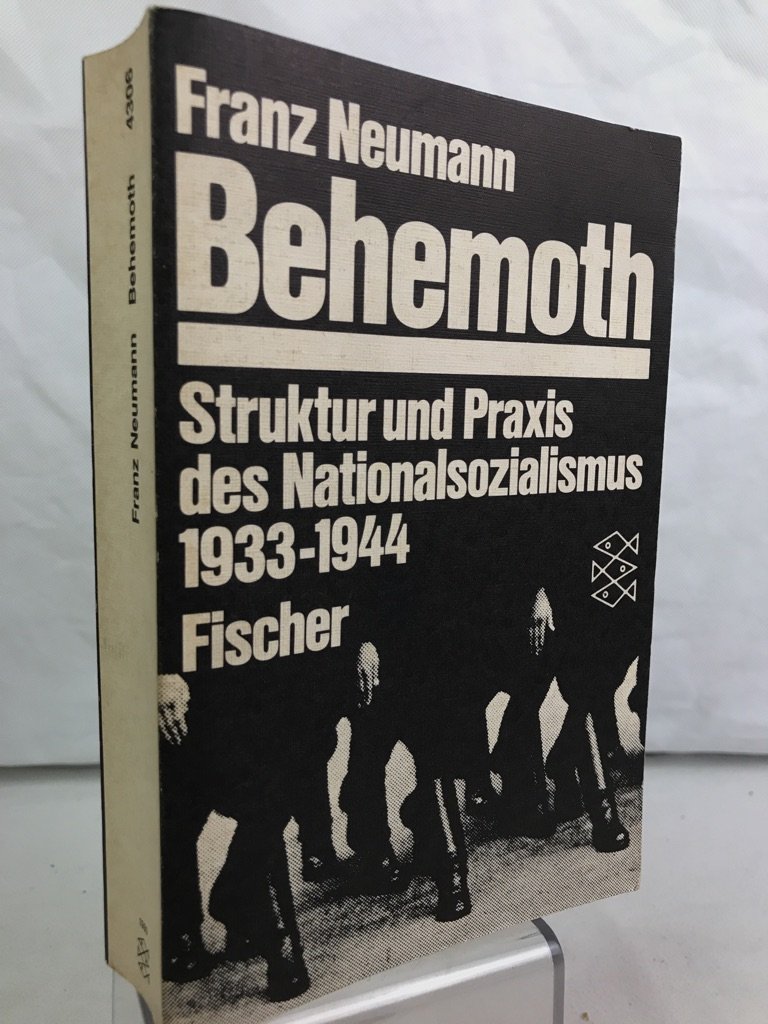 Franz Neumann
Behemoth
Struktur und Praxis
des Nationalsozialismus
1933-1944
Fischer
Franz Neumann Behemoth 4306